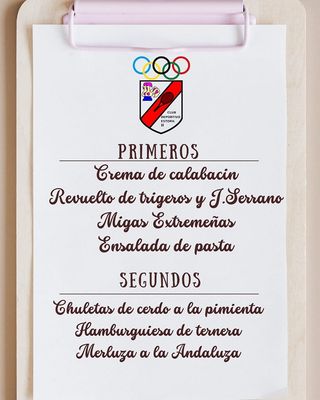 CLUB
DEPORTIVO
ESTORIL
II
PRIMEROS
Crema de calabacin
Revuelto de trigeros y J.Serrano
Migas Extremeñas
Ensalada de pasta
SEGUNDOS
Chuletas de cerdo a la pimienta
Hamburguiesa de ternera
Merluza a la Andaluza